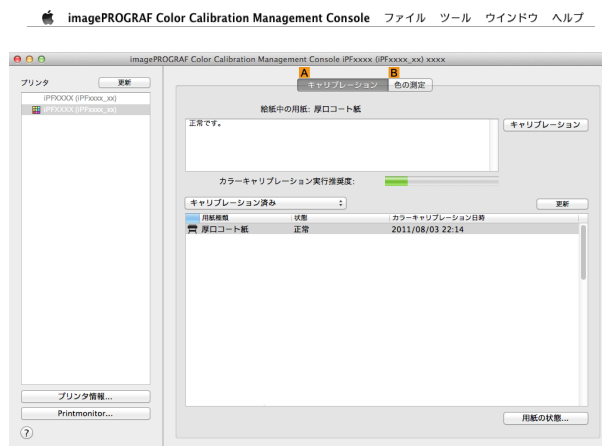 imagePROGRAF Color Calibration Management Console ファイル ツール ウインドウ ヘルプ
imagePROGRAF Color Calibration Management Console iPFxxxx (iPFxxxx_xx) xxxx
プリンタ 更新
iPFXXXX (iPFxxxx_xx)
iPFXXXX (iPFxxxx_xx)
A B
キャリブレーション 色の測定
給紙中の用紙: 厚口コート紙
正常です。
キャリブレーション
カラーキャリブレーション実行推奨度:
キャリブレーション済み 更新
用紙種類 状態 カラーキャリブレーション日時
厚口コート紙 正常 2011/08/03 22:14
プリンタ情報...
Printmonitor...
用紙の状態...
?